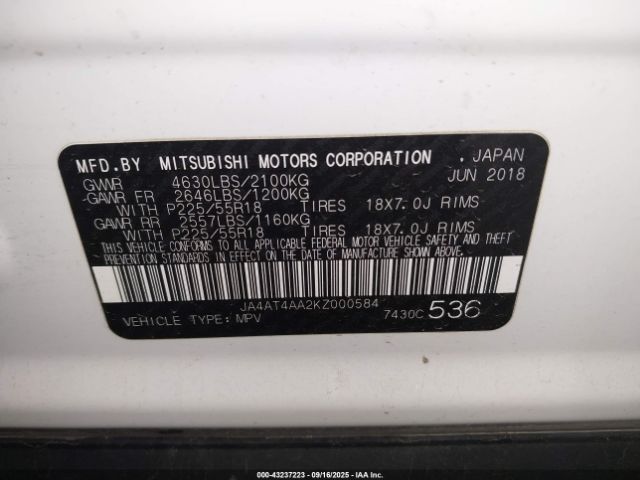 MFD.BY MITSUBISHI MOTORS CORPORATION . JAPAN
GVWR 4630LBS/2100KG JUN 2018
GAWR FR 2646LBS/1200KG
WITH P225/55R18 TIRES 18X7.0J RIMS
GAWR RR 2557LBS/1160KG
WITH P225/55R18 TIRES 18X7.0J RIMS
THIS VEHICLE CONFORMS TO ALL APPLICABLE FEDERAL MOTOR VEHICLE SAFETY AND THEFT
PREVENTION STANDARDS IN EFFECT ON THE DATE OF MANUFACTURE SHOWN ABOVE.
JA4AT4AA2KZ000584
VEHICLE TYPE: MPV 7430C 536
000-43237223 - 09/16/2025 - IAA Inc.